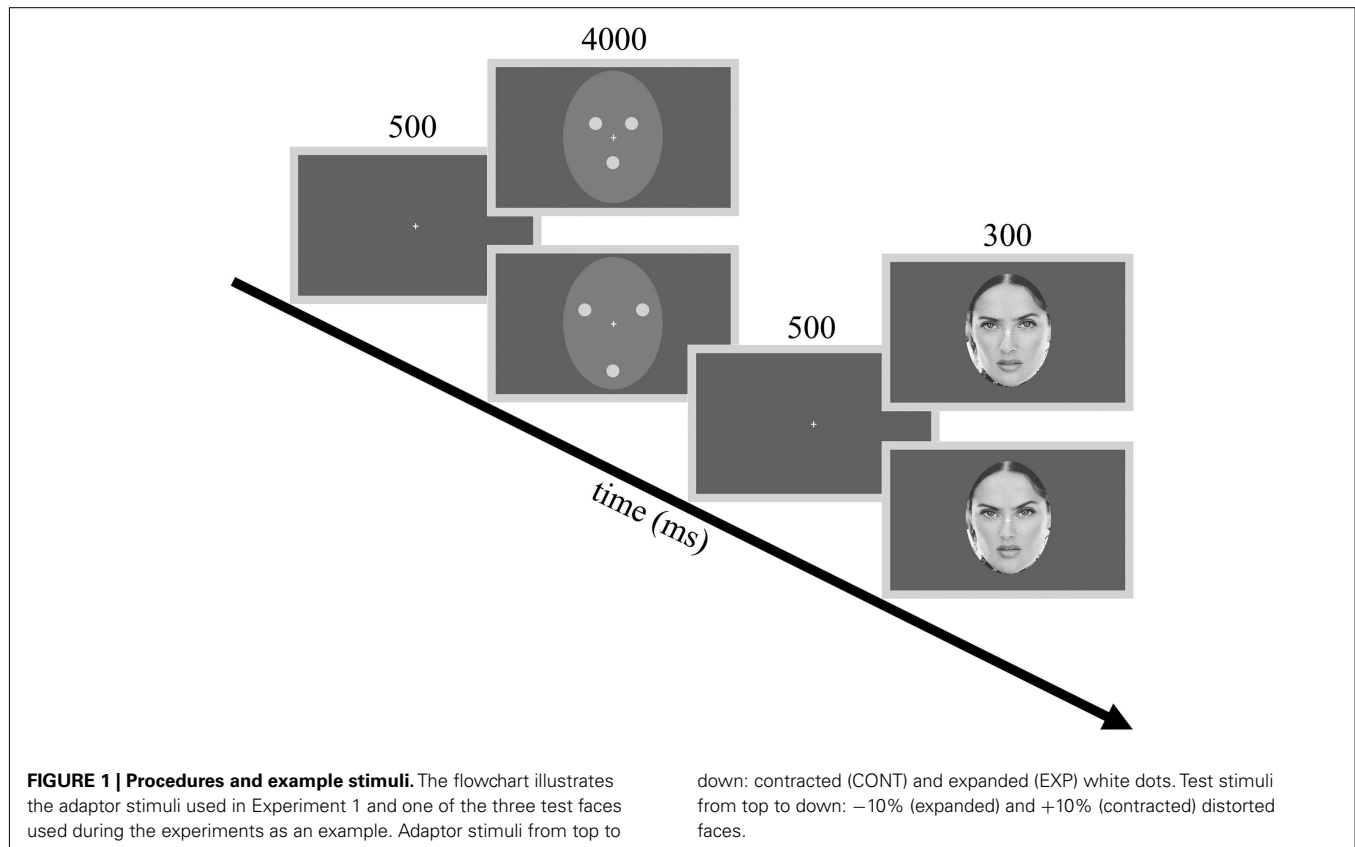 4000
500
300
500
time (ms)
FIGURE 1 | Procedures and example stimuli. The flowchart illustrates
the adaptor stimuli used in Experiment 1 and one of the three test faces
used during the experiments as an example. Adaptor stimuli from top to
down: contracted (CONT) and expanded (EXP) white dots. Test stimuli
from top to down: −10% (expanded) and +10% (contracted) distorted
faces.